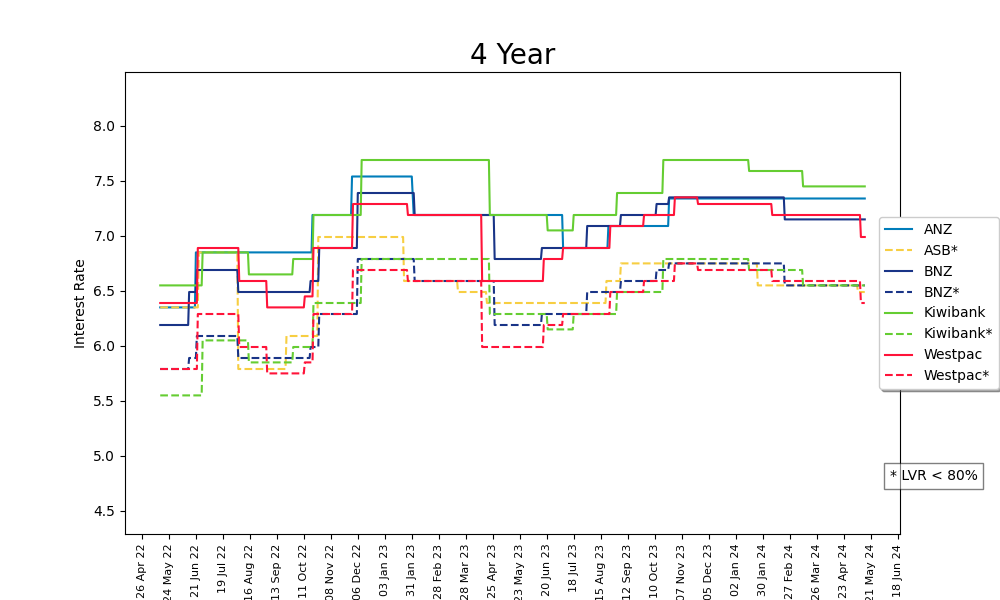 4 Year
Interest Rate
8.0
7.5
7.0
6.5
6.0
5.5
5.0
4.5
ANZ
ASB*
BNZ
BNZ*
Kiwibank
Kiwibank*
Westpac
Westpac*
* LVR < 80%
26 Apr 22
24 May 22
21 Jun 22
19 Jul 22
16 Aug 22
13 Sep 22
11 Oct 22
08 Nov 22
06 Dec 22
03 Jan 23
31 Jan 23
28 Feb 23
28 Mar 23
25 Apr 23
23 May 23
20 Jun 23
18 Jul 23
15 Aug 23
12 Sep 23
10 Oct 23
07 Nov 23
05 Dec 23
02 Jan 24
30 Jan 24
27 Feb 24
26 Mar 24
23 Apr 24
21 May 24
18 Jun 24